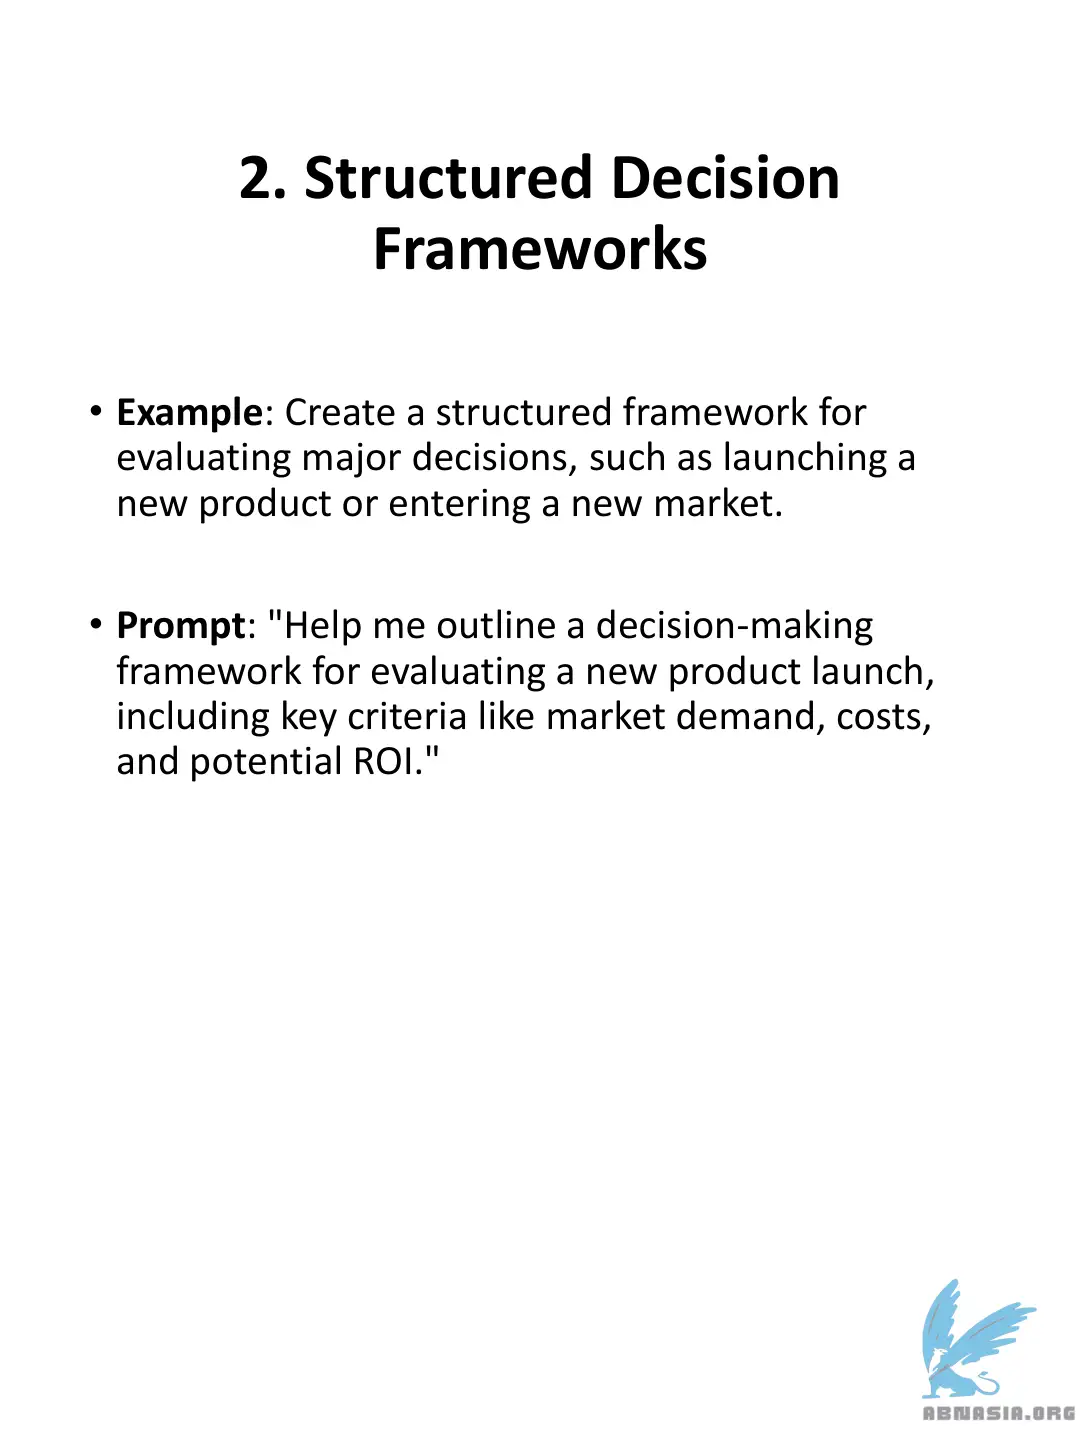 2. Structured Decision
Frameworks
• Example: Create a structured framework for
evaluating major decisions, such as launching a
new product or entering a new market.
• Prompt: "Help me outline a decision-making
framework for evaluating a new product launch,
including key criteria like market demand, costs,
and potential ROI."
ABNASIA.ORG